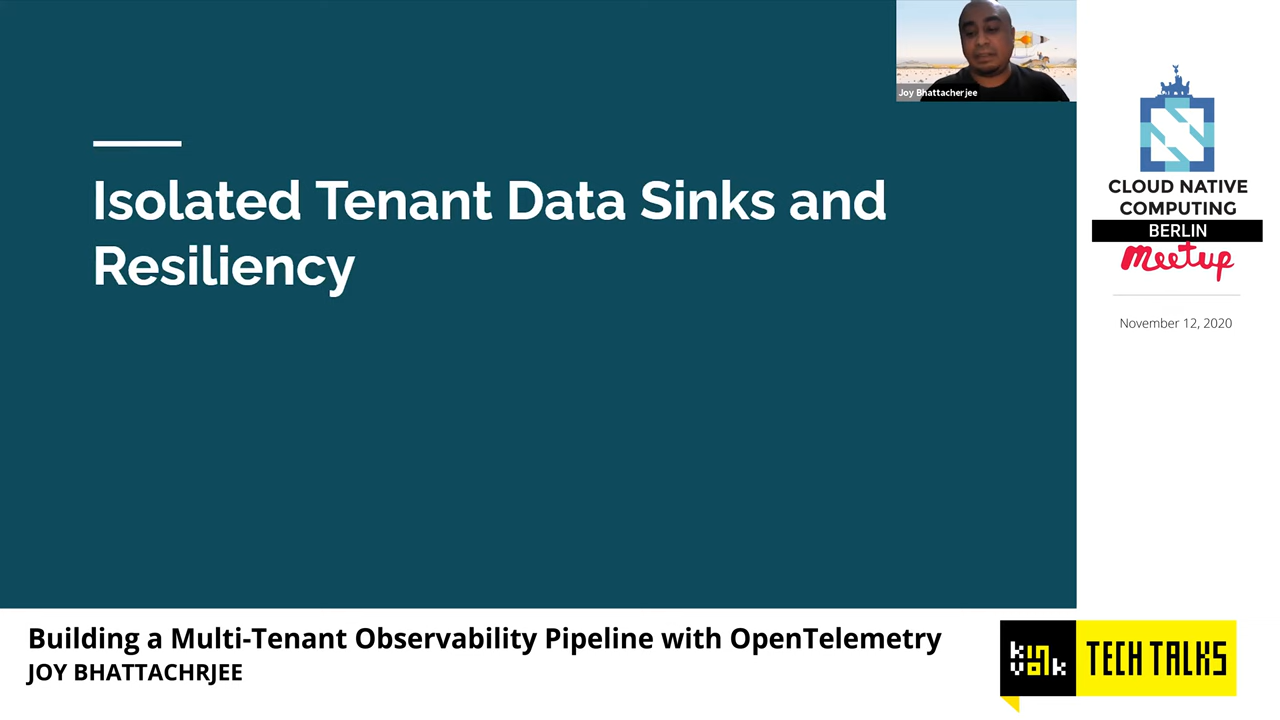 Isolated Tenant Data Sinks and
Resiliency
Joy Bhattacherjee
CLOUD NATIVE
COMPUTING
BERLIN
meetup
November 12, 2020
Building a Multi-Tenant Observability Pipeline with OpenTelemetry
JOY BHATTACHRJEE
kinvolk
TECH TALKS